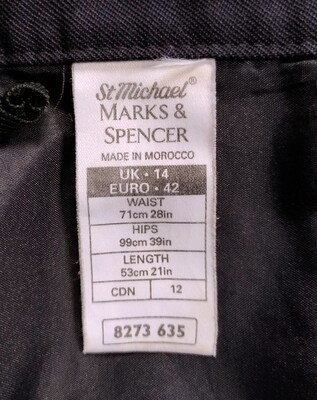 St Michael®
MARKS &
SPENCER
MADE IN MOROCCO
UK • 14
EURO • 42
WAIST
71cm 28in
HIPS
99cm 39in
LENGTH
53cm 21in
CDN 12
8273 635